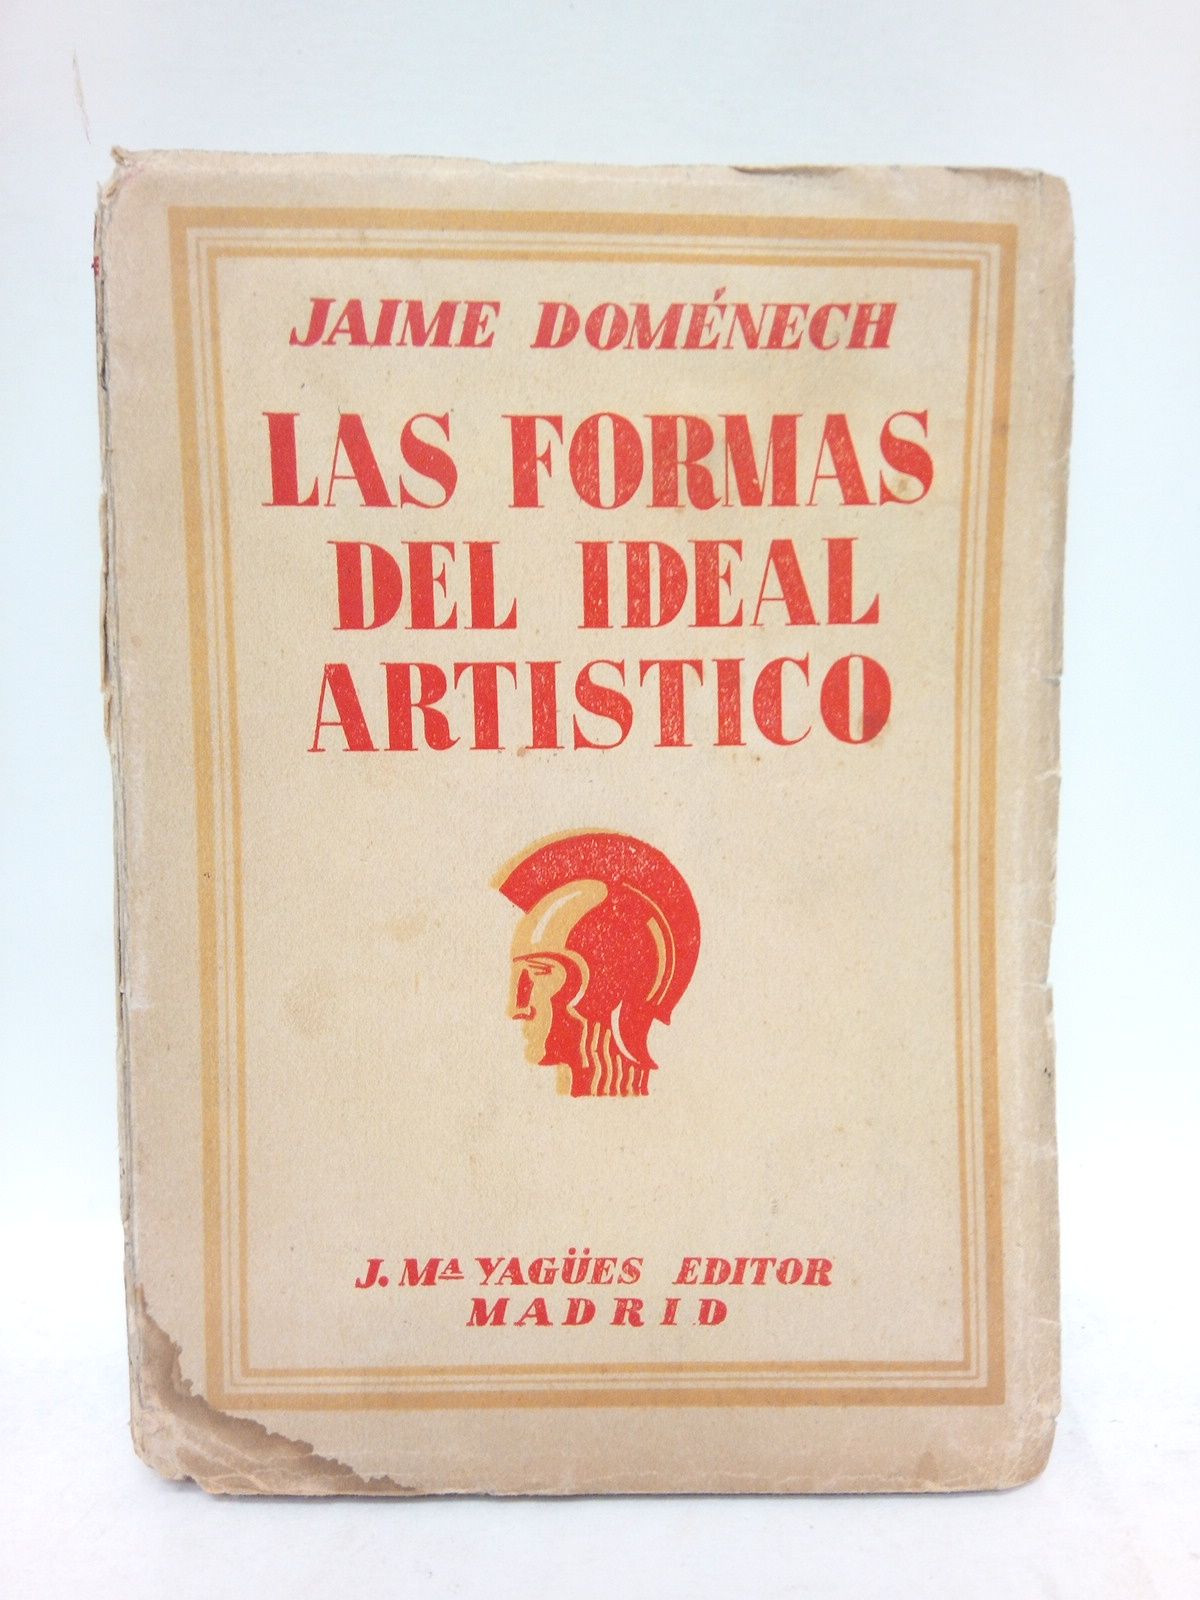 JAIME DOMÉNECH
LAS FORMAS
DEL IDEAL
ARTISTICO
J. Mª YAGÜES EDITOR
MADRID